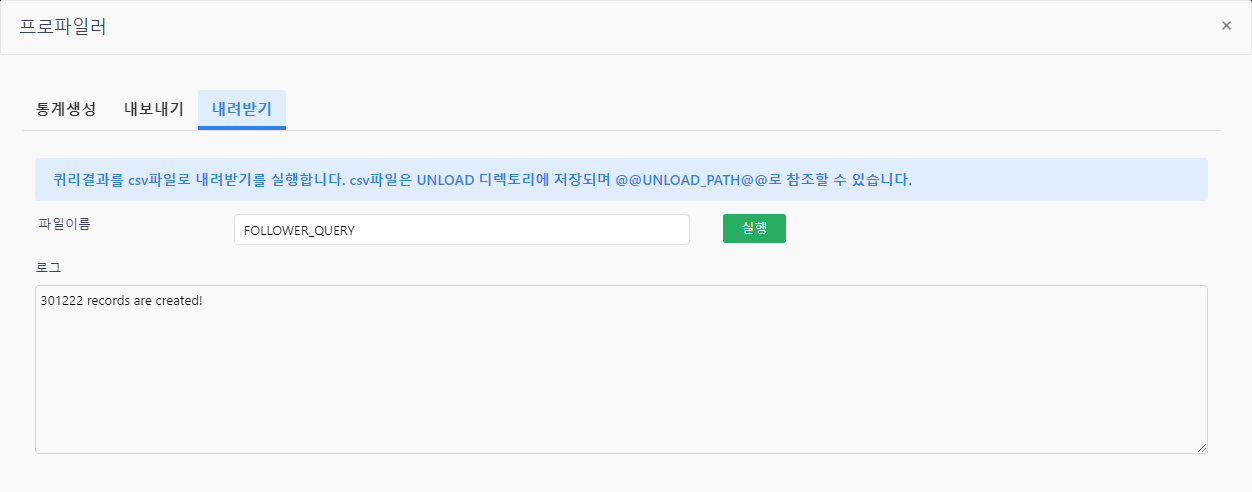 프로파일러
×
통계생성 내보내기 내려받기
퀴리결과를 csv파일로 내려받기를 실행합니다. csv파일은 UNLOAD 디렉토리에 저장되며 @@UNLOAD_PATH@@로 참조할 수 있습니다.
파일이름 FOLLOWER_QUERY 실행
로그
301222 records are created!